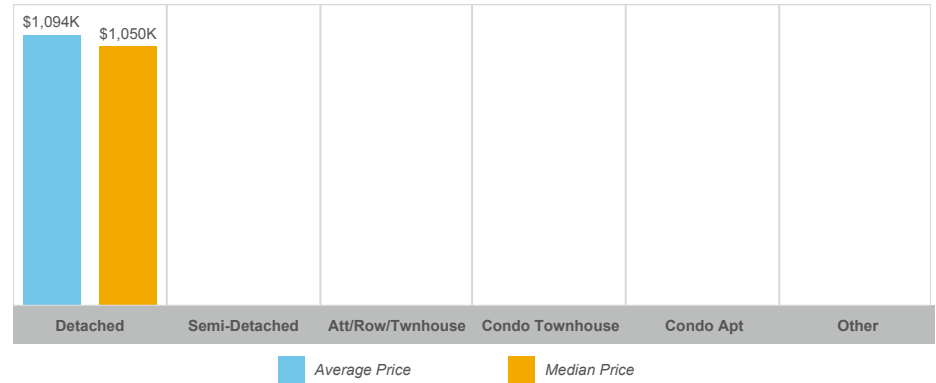 $1,094K
$1,050K
Detached
Semi-Detached
Att/Row/Twnhouse
Condo Townhouse
Condo Apt
Other
Average Price
Median Price